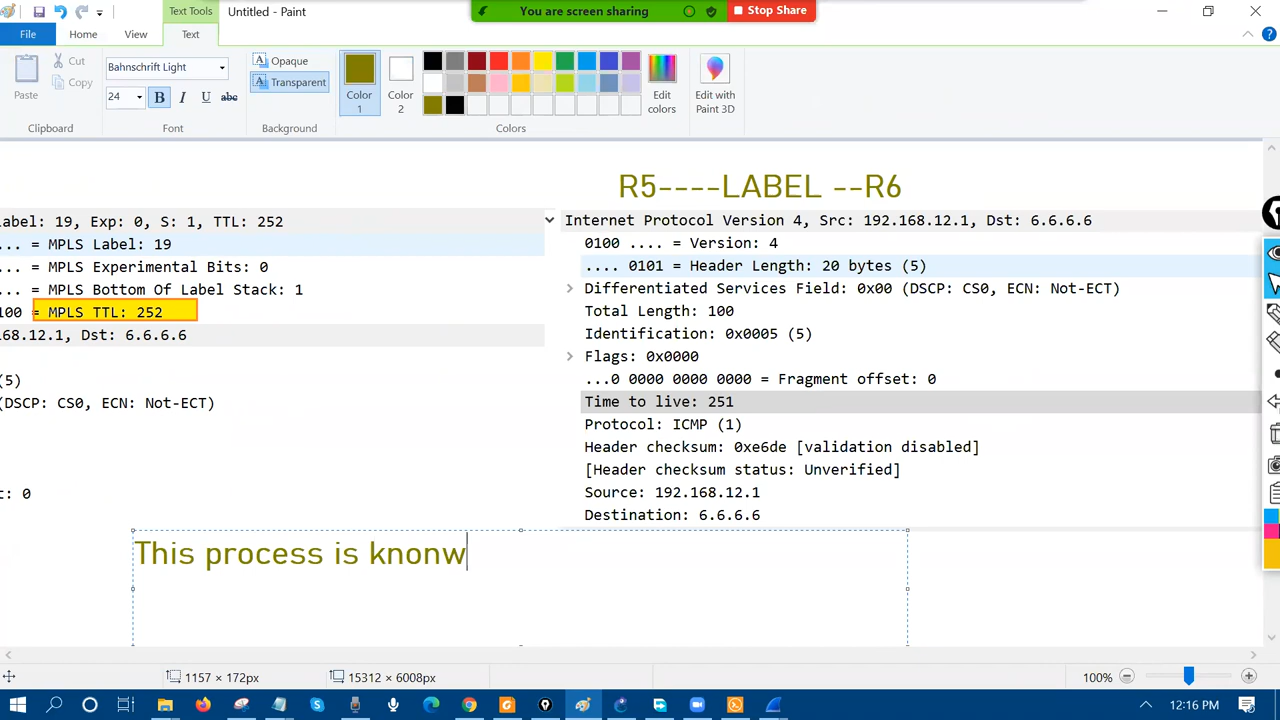 Text Tools
Untitled - Paint
You are screen sharing
Stop Share
File
Home
View
Text
Paste
Cut
Copy
Clipboard
Bahnschrift Light
24
B I U abc
Font
Opaque
Transparent
Background
Color 1
Color 2
Edit colors
Edit with Paint 3D
Colors
R5----LABEL --R6
abel: 19, Exp: 0, S: 1, TTL: 252
... = MPLS Label: 19
... = MPLS Experimental Bits: 0
... = MPLS Bottom Of Label Stack: 1
100 = MPLS TTL: 252
68.12.1, Dst: 6.6.6.6
(5)
(DSCP: CS0, ECN: Not-ECT)
t: 0
Internet Protocol Version 4, Src: 192.168.12.1, Dst: 6.6.6.6
0100 .... = Version: 4
.... 0101 = Header Length: 20 bytes (5)
Differentiated Services Field: 0x00 (DSCP: CS0, ECN: Not-ECT)
Total Length: 100
Identification: 0x0005 (5)
Flags: 0x0000
...0 0000 0000 0000 = Fragment offset: 0
Time to live: 251
Protocol: ICMP (1)
Header checksum: 0xe6de [validation disabled]
[Header checksum status: Unverified]
Source: 192.168.12.1
Destination: 6.6.6.6
This process is knonw
1157 × 172px
15312 × 6008px
100%
12:16 PM